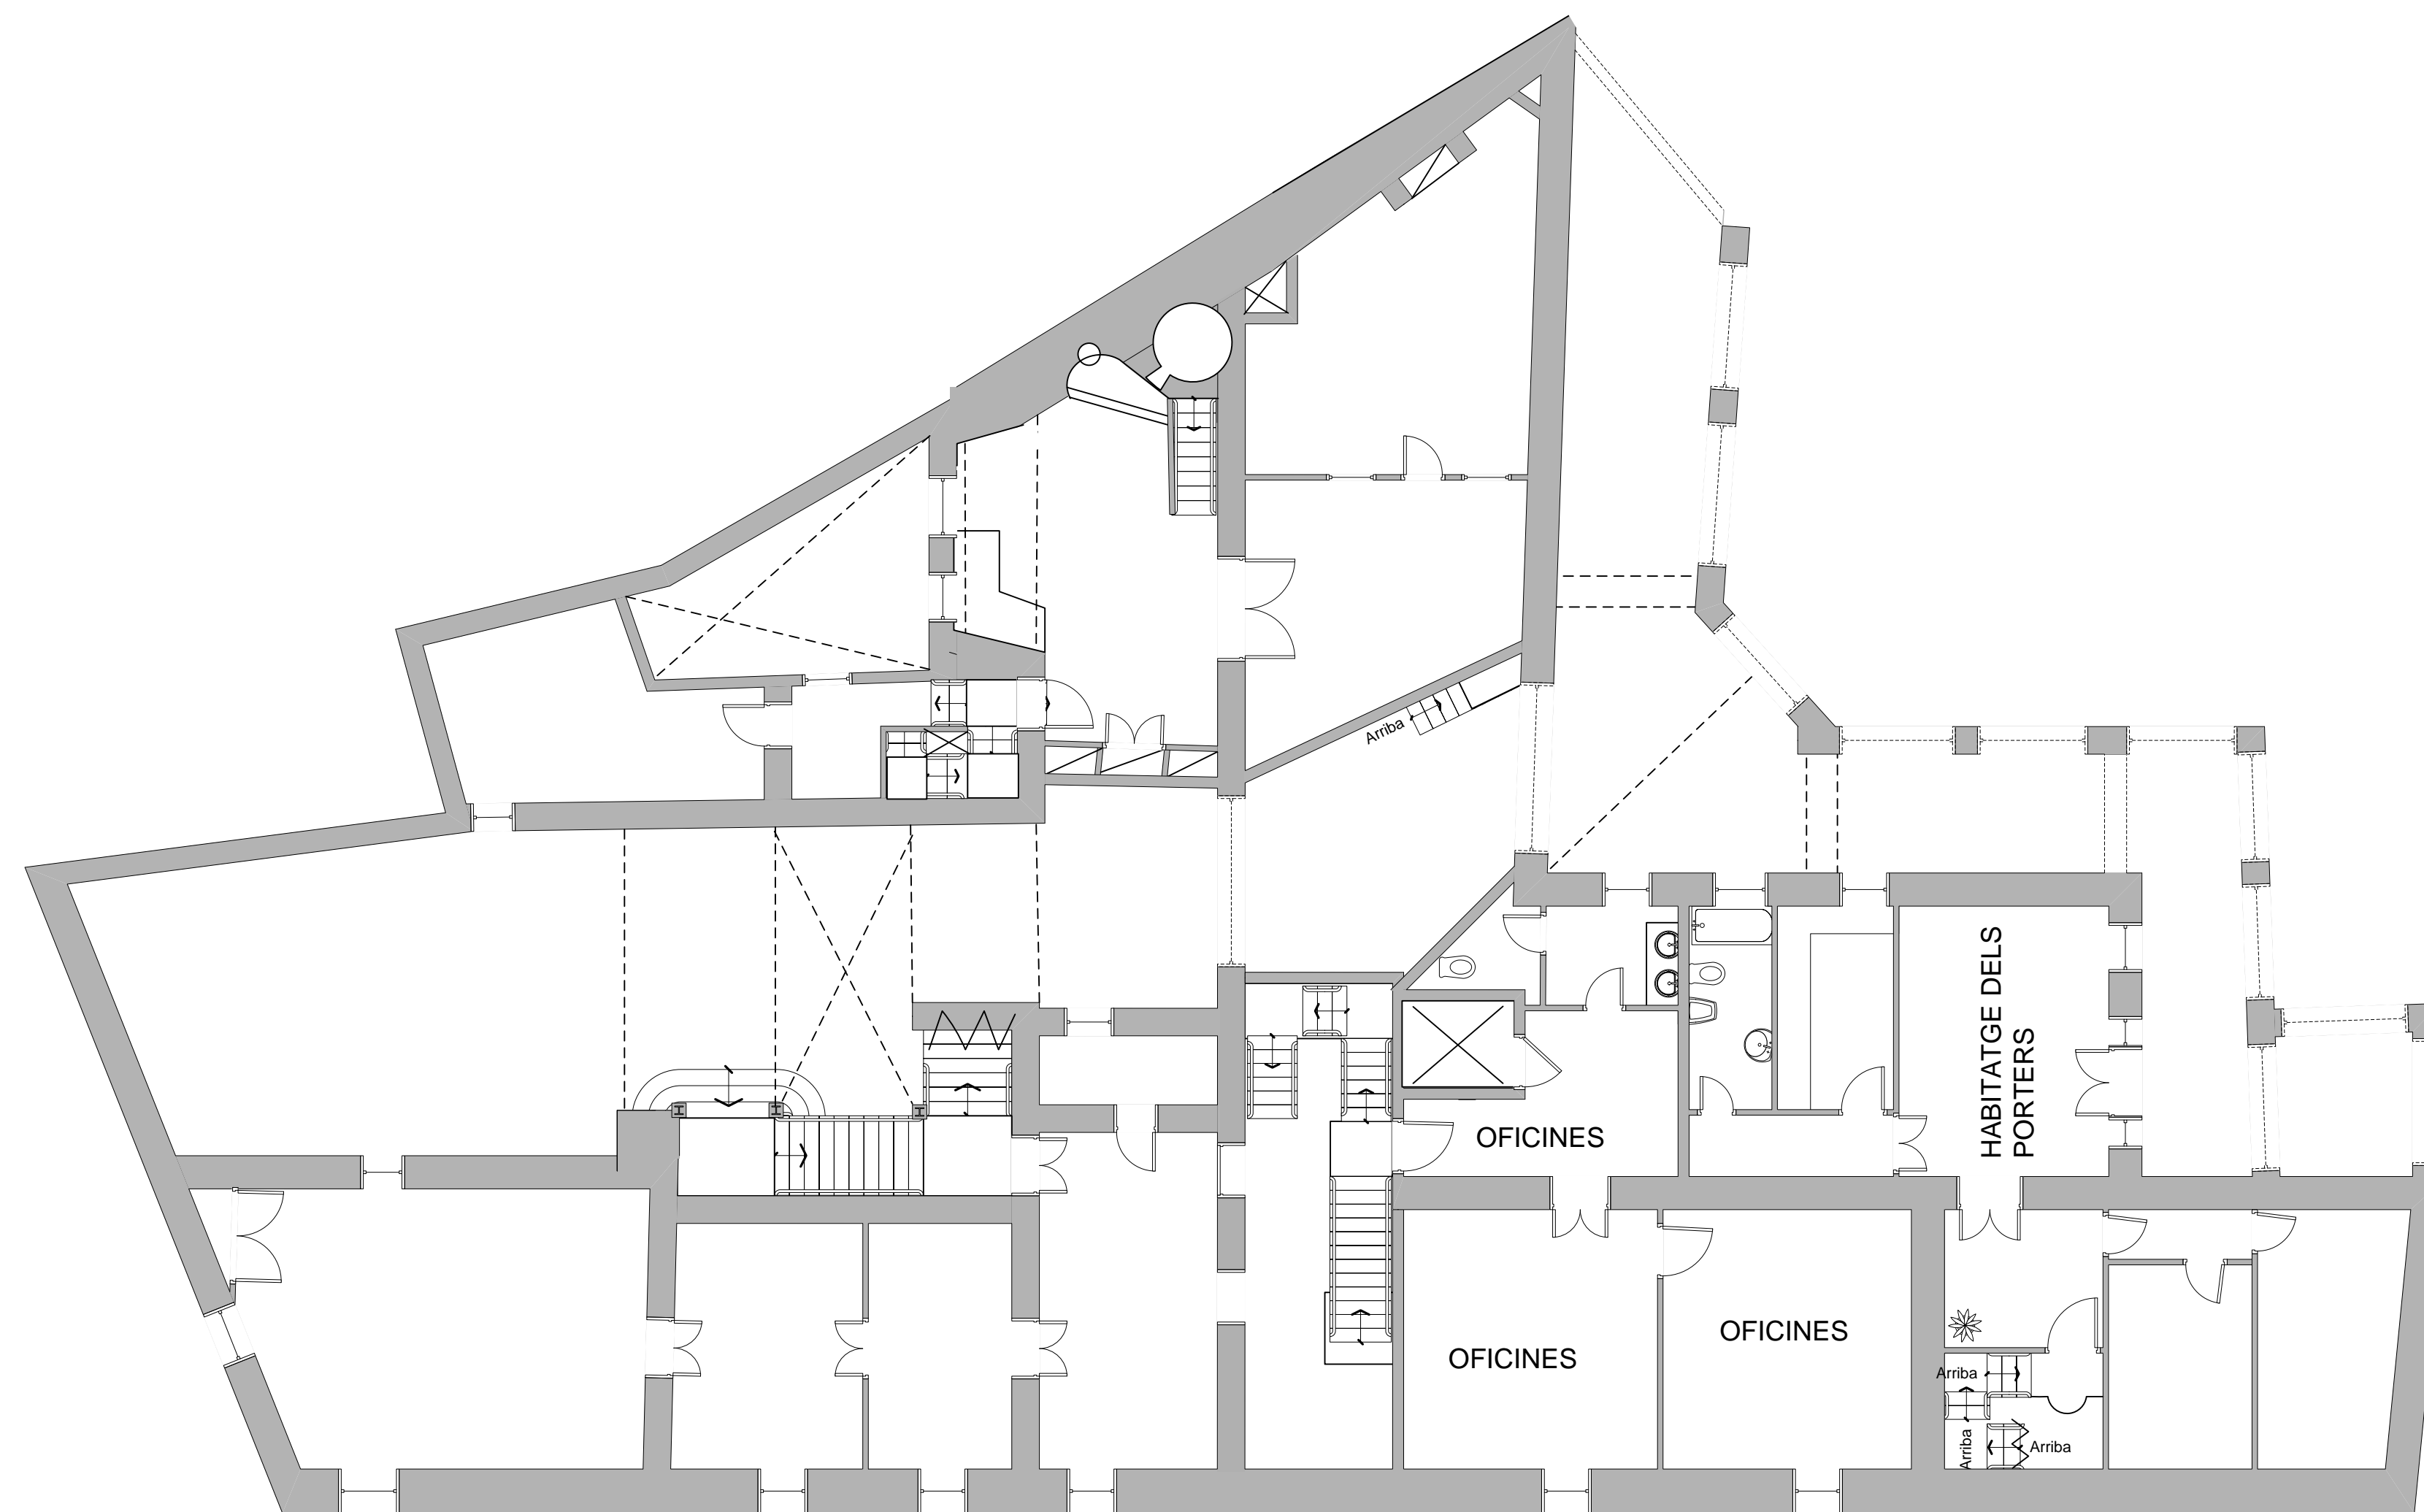 Arriba
HABITATGE DELS
PORTERS
OFICINES
OFICINES
OFICINES
Arriba
Arriba
Arriba